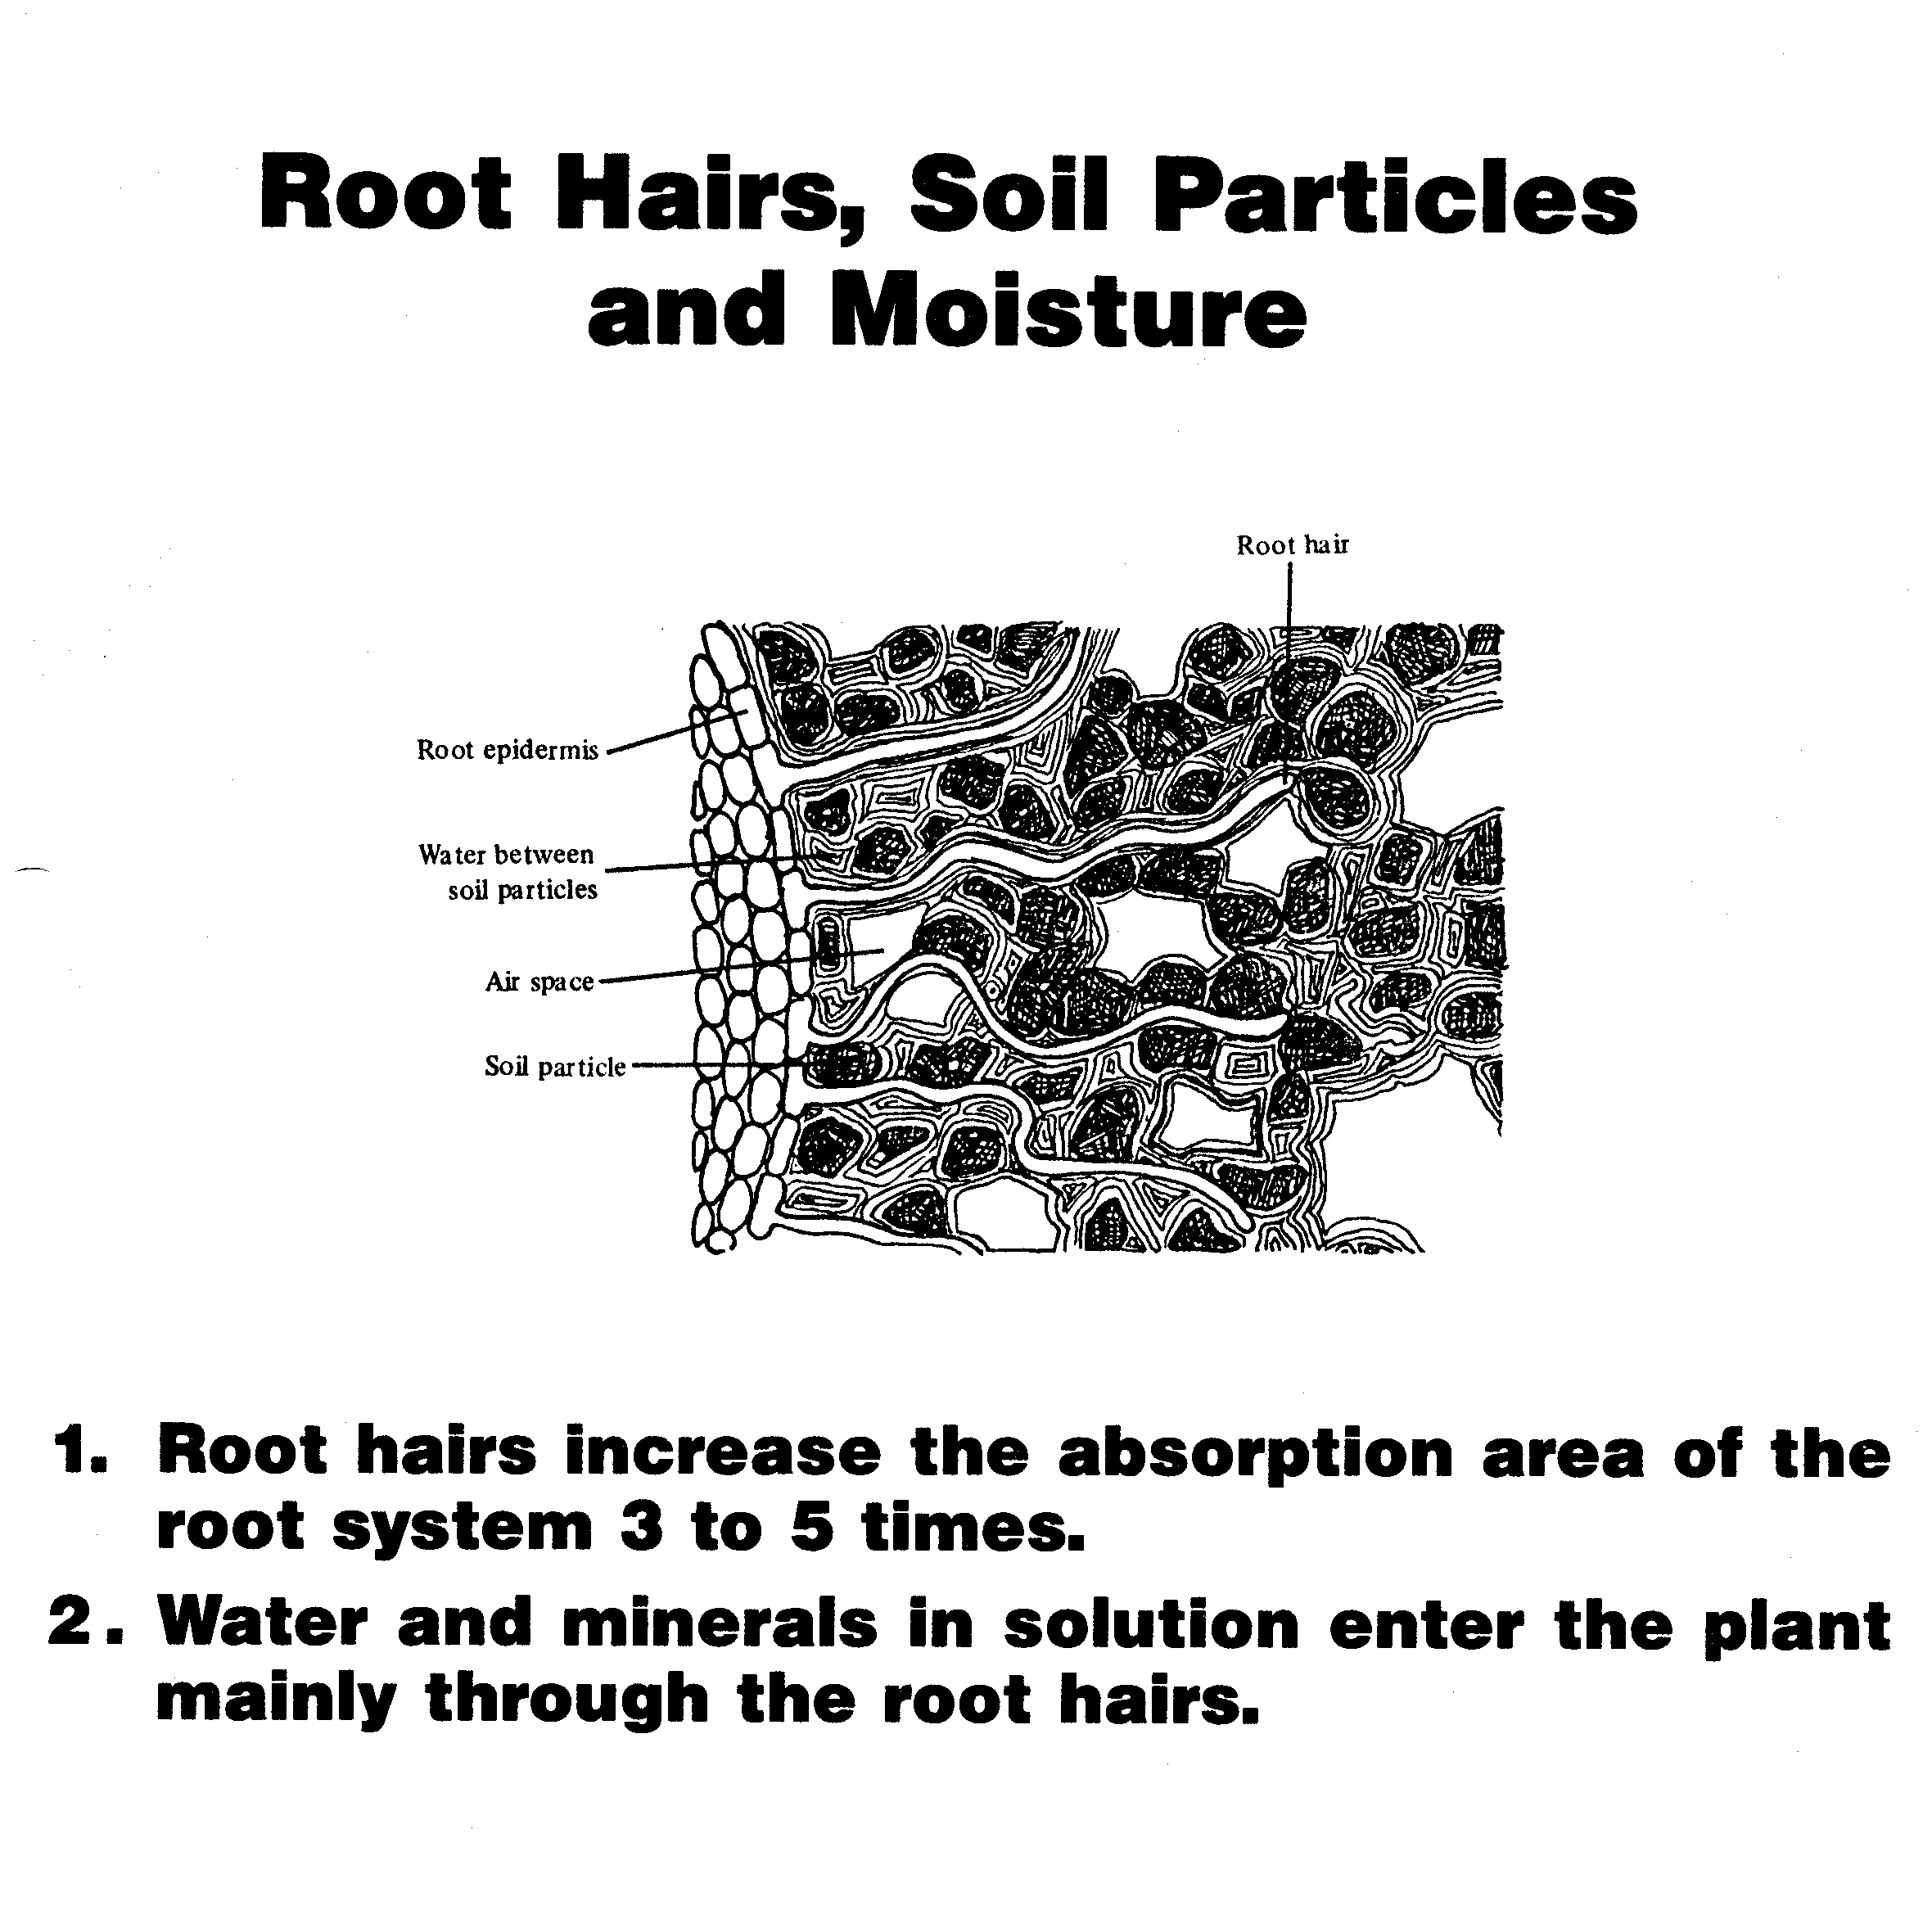 Root Hairs, Soil Particles
and Moisture
Root hair
Root epidermis
Water between
soil particles
Air space
Soil particle
1. Root hairs increase the absorption area of the
root system 3 to 5 times.
2. Water and minerals in solution enter the plant
mainly through the root hairs.